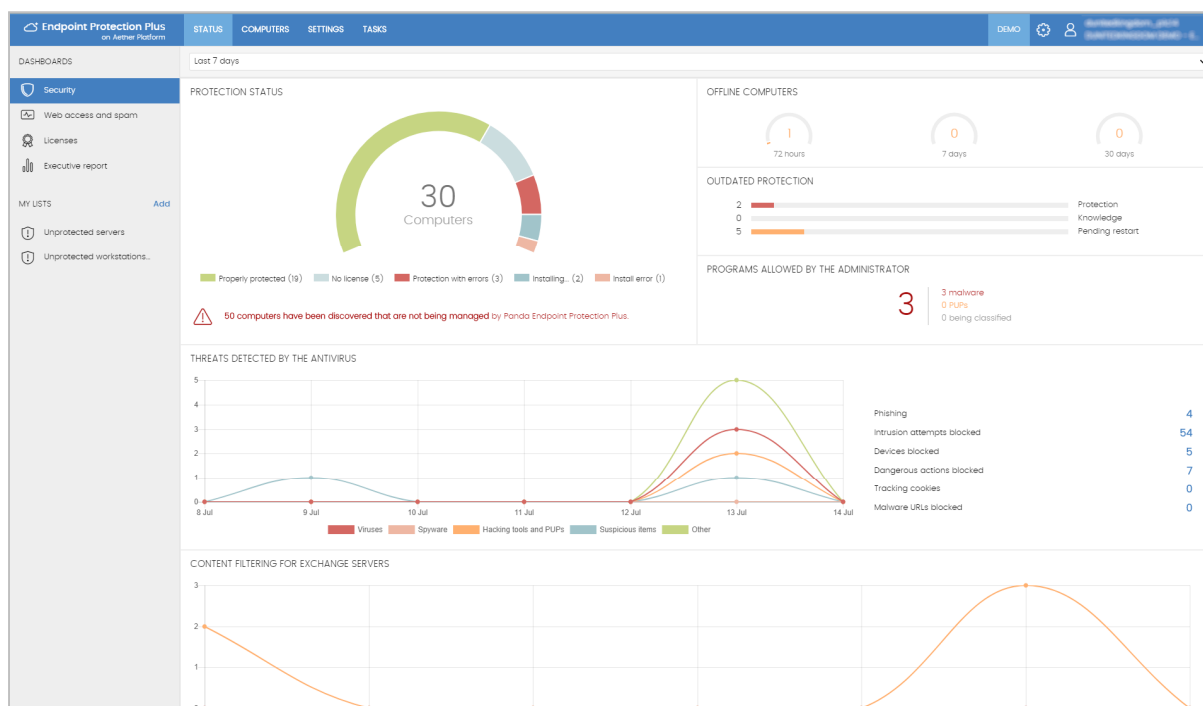 Endpoint Protection Plus
on Aether Platform
STATUS COMPUTERS SETTINGS TASKS
DEMO
DASHBOARDS
Security
Web access and spam
Licenses
Executive report
MY LISTS Add
Unprotected servers
Unprotected workstations...
Last 7 days
PROTECTION STATUS
30
Computers
Properly protected (19) No license (5) Protection with errors (3) Installing... (2) Install error (1)
50 computers have been discovered that are not being managed by Panda Endpoint Protection Plus.
OFFLINE COMPUTERS
1 0 0
72 hours 7 days 30 days
OUTDATED PROTECTION
2 Protection
0 Knowledge
5 Pending restart
PROGRAMS ALLOWED BY THE ADMINISTRATOR
3
3 malware
0 PUPs
0 being classified
THREATS DETECTED BY THE ANTIVIRUS
5
4
3
2
1
0
8 Jul 9 Jul 10 Jul 11 Jul 12 Jul 13 Jul 14 Jul
Viruses Spyware Hacking tools and PUPs Suspicious items Other
Phishing 4
Intrusion attempts blocked 54
Devices blocked 5
Dangerous actions blocked 7
Tracking cookies 0
Malware URLs blocked 0
CONTENT FILTERING FOR EXCHANGE SERVERS
3
2
1